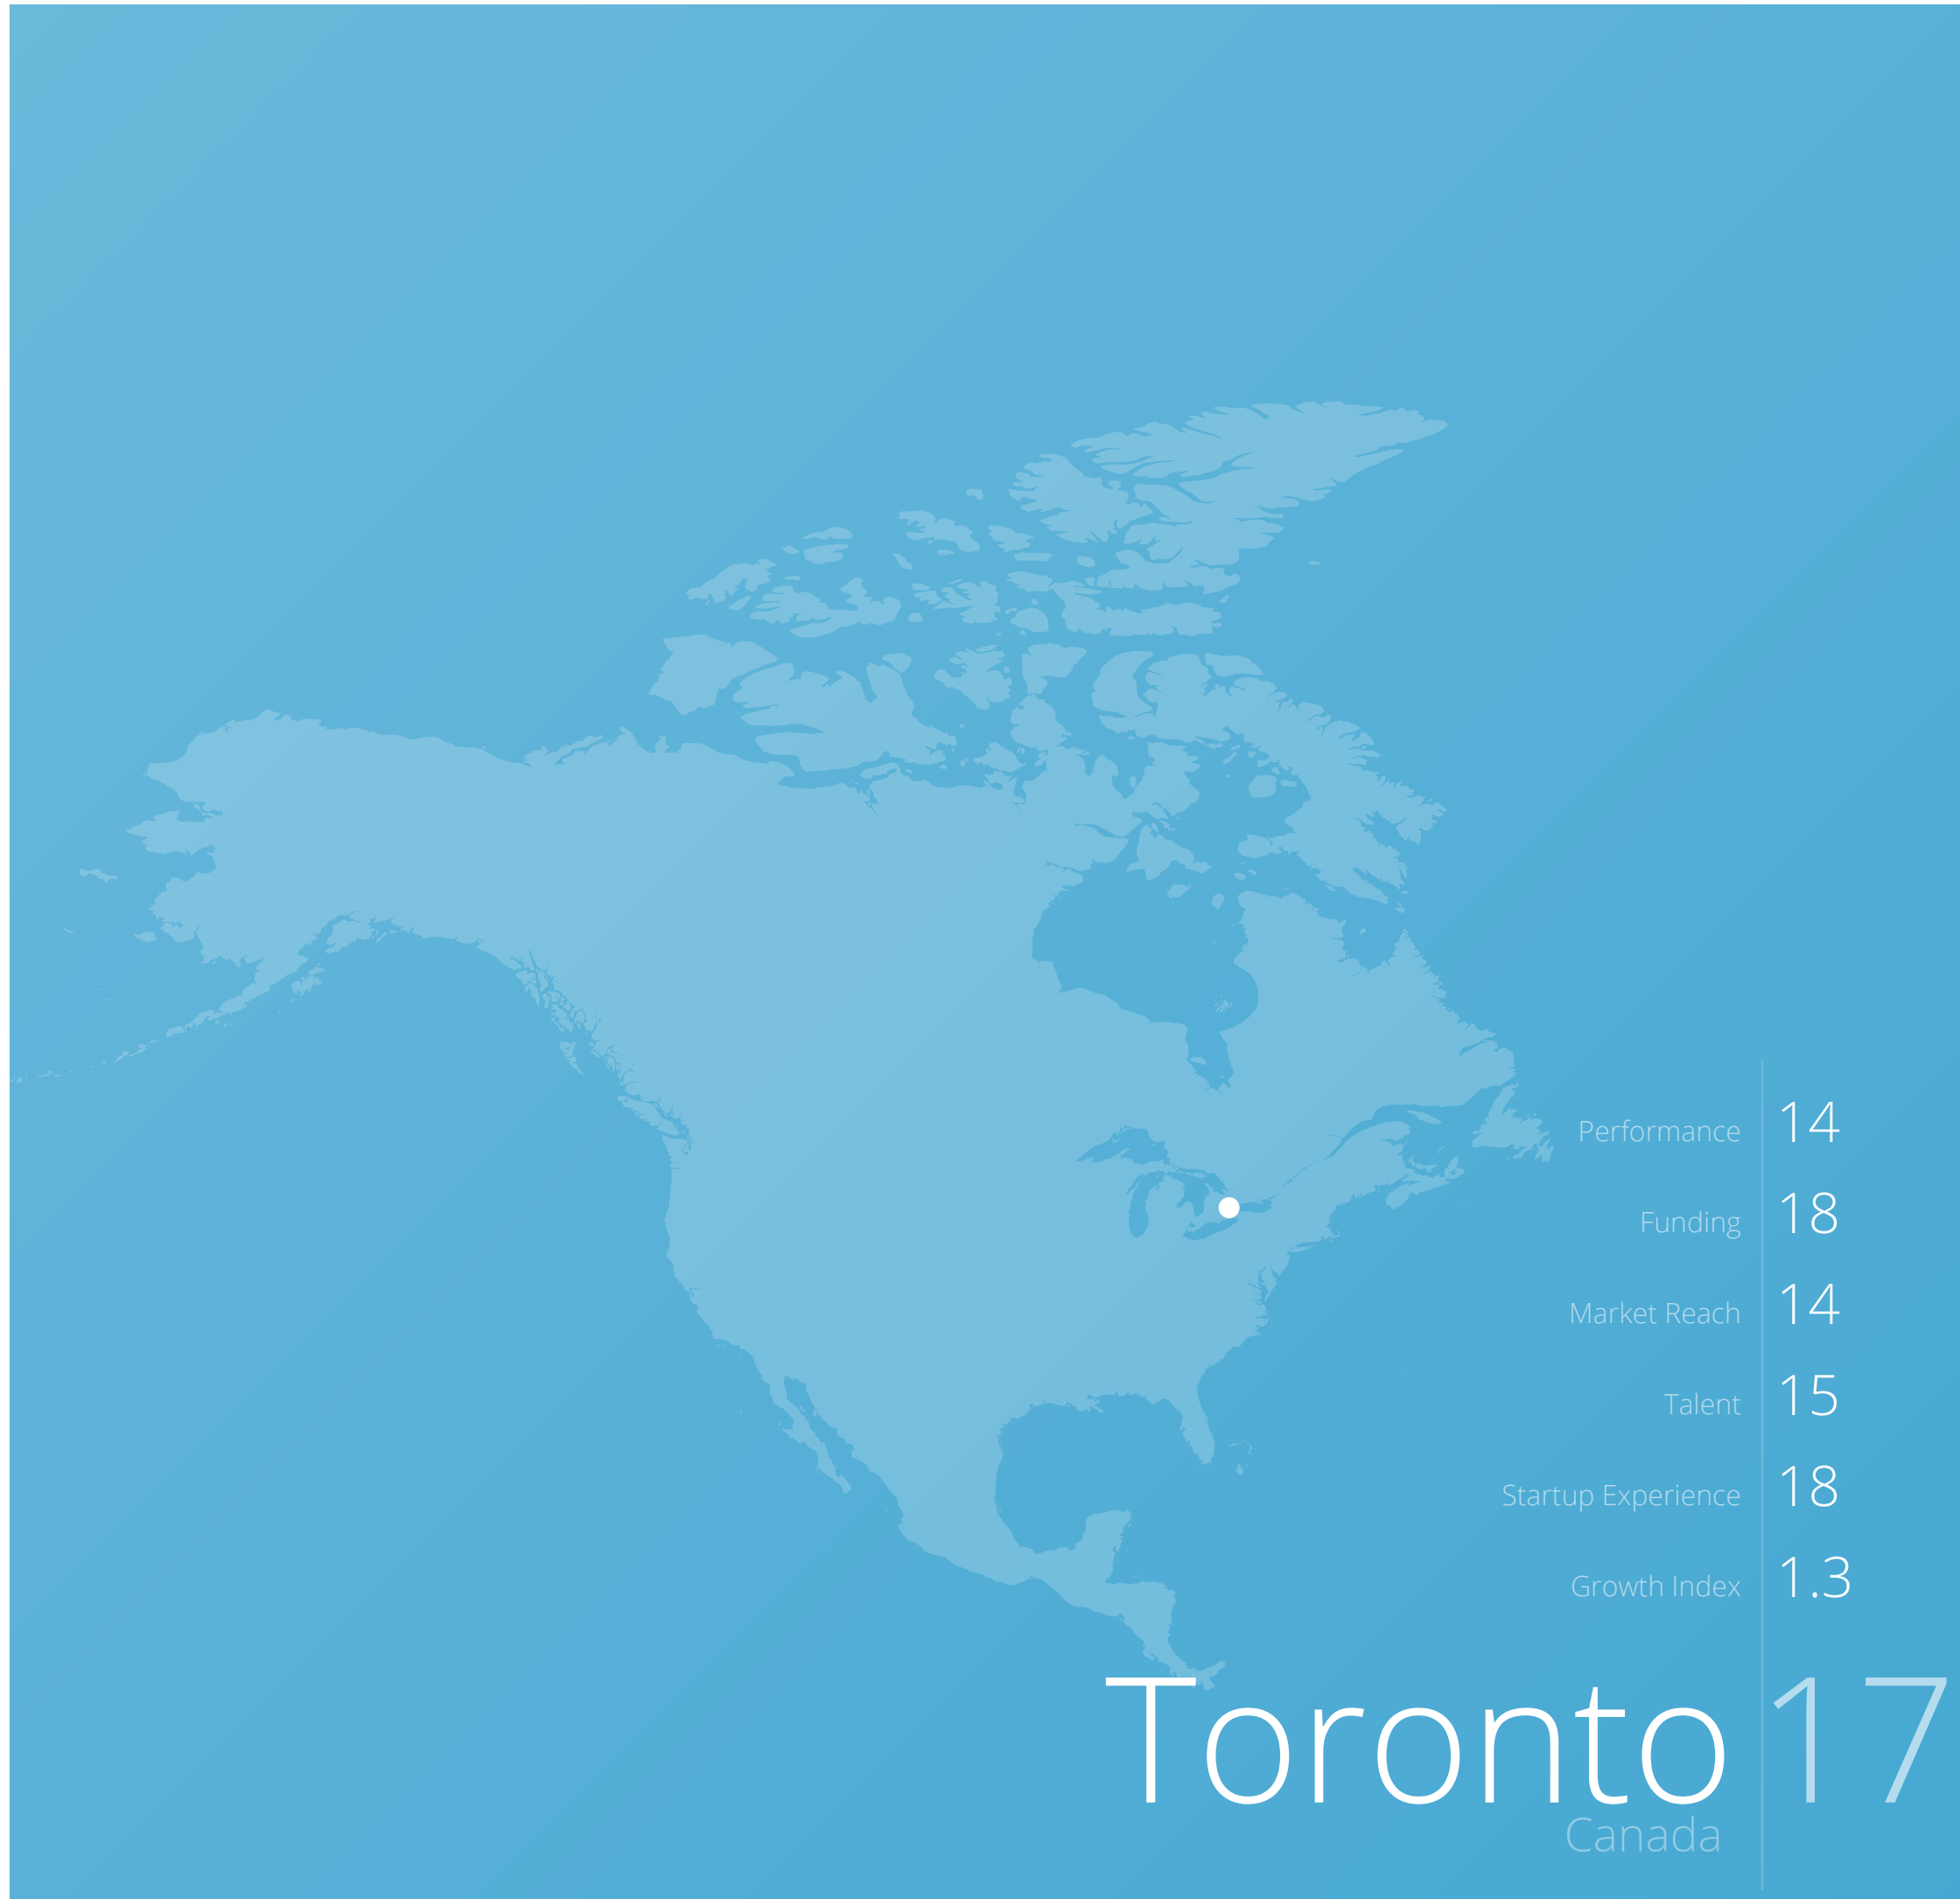 Performance 14
Funding 18
Market Reach 14
Talent 15
Startup Experience 18
Growth Index 1.3
Toronto 17
Canada